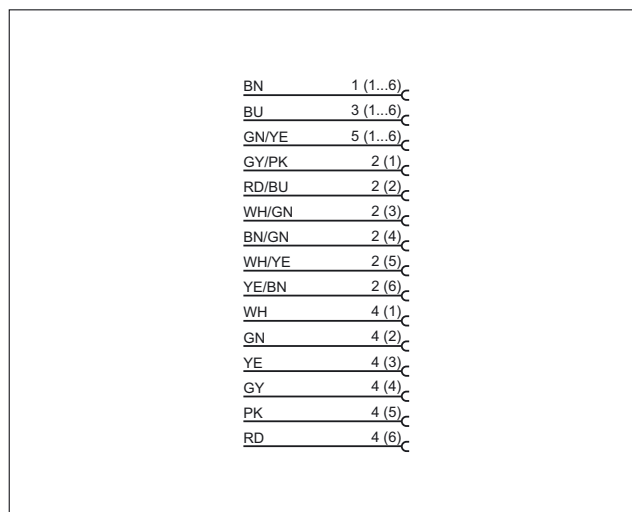 BN 1 (1...6)
BU 3 (1...6)
GN/YE 5 (1...6)
GY/PK 2 (1)
RD/BU 2 (2)
WH/GN 2 (3)
BN/GN 2 (4)
WH/YE 2 (5)
YE/BN 2 (6)
WH 4 (1)
GN 4 (2)
YE 4 (3)
GY 4 (4)
PK 4 (5)
RD 4 (6)